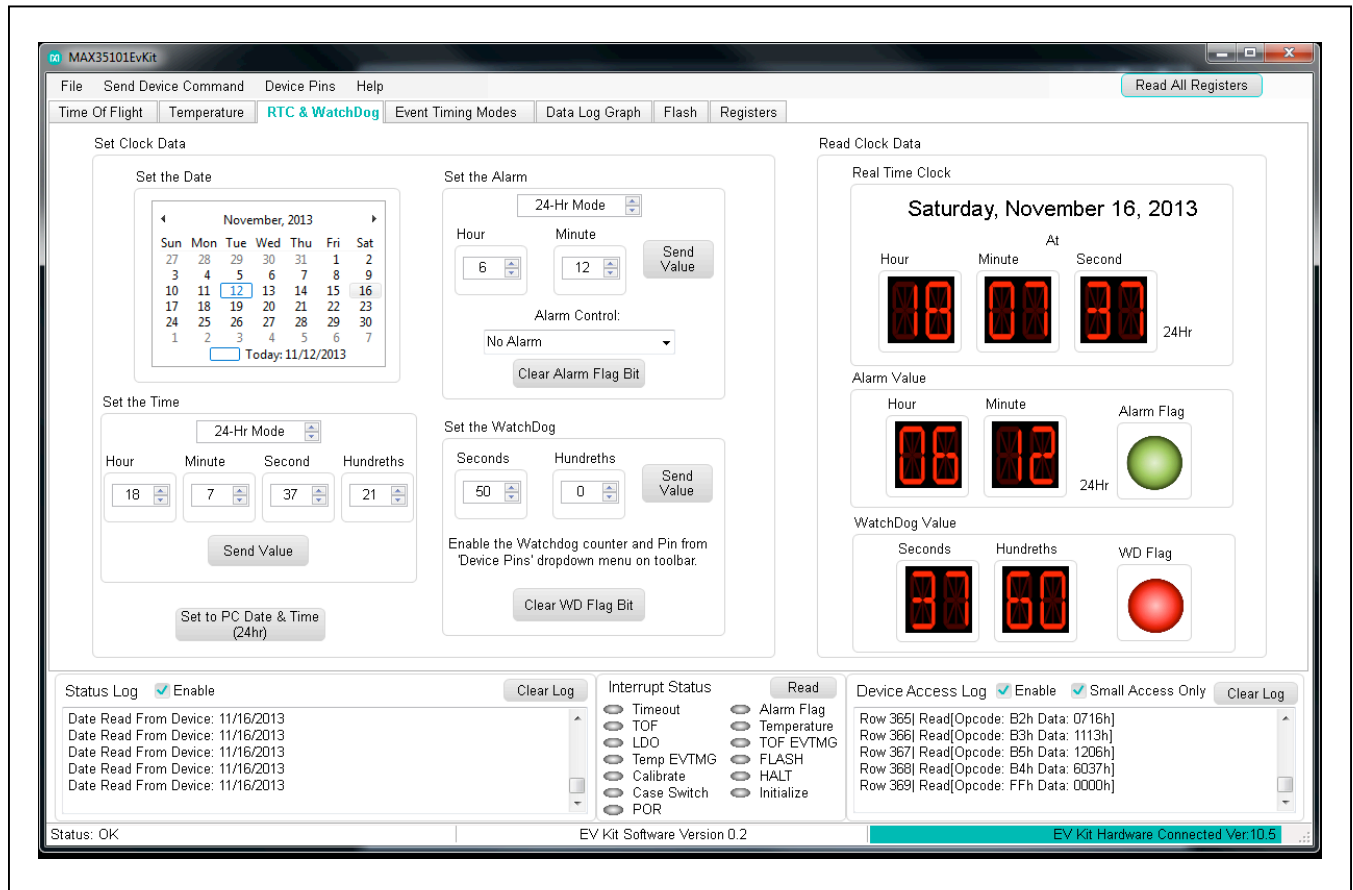 MAX35101EvKit
File Send Device Command Device Pins Help
Read All Registers
Time Of Flight Temperature RTC & WatchDog Event Timing Modes Data Log Graph Flash Registers
Set Clock Data
Set the Date
November, 2013
Sun Mon Tue Wed Thu Fri Sat
27 28 29 30 31 1 2
3 4 5 6 7 8 9
10 11 12 13 14 15 16
17 18 19 20 21 22 23
24 25 26 27 28 29 30
1 2 3 4 5 6 7
Today: 11/12/2013
Set the Time
24-Hr Mode
Hour Minute Second Hundreths
18 7 37 21
Send Value
Set to PC Date & Time
(24hr)
Set the Alarm
24-Hr Mode
Hour Minute
6 12
Send
Value
Alarm Control:
No Alarm
Clear Alarm Flag Bit
Set the WatchDog
Seconds Hundreths
50 0
Send
Value
Enable the Watchdog counter and Pin from
'Device Pins' dropdown menu on toolbar.
Clear WD Flag Bit
Read Clock Data
Real Time Clock
Saturday, November 16, 2013
At
Hour Minute Second
18 07 37
24Hr
Alarm Value
Hour Minute
Alarm Flag
06 12
24Hr
WatchDog Value
Seconds Hundreths
WD Flag
37 60
Status Log Enable
Clear Log
Date Read From Device: 11/16/2013
Date Read From Device: 11/16/2013
Date Read From Device: 11/16/2013
Date Read From Device: 11/16/2013
Date Read From Device: 11/16/2013
Interrupt Status
Read
Timeout Alarm Flag
TOF Temperature
LDO TOF EVTMG
Temp EVTMG FLASH
Calibrate HALT
Case Switch Initialize
POR
Device Access Log Enable Small Access Only
Clear Log
Row 365| Read[Opcode: B2h Data: 0716h]
Row 366| Read[Opcode: B3h Data: 1113h]
Row 367| Read[Opcode: B5h Data: 1206h]
Row 368| Read[Opcode: B4h Data: 6037h]
Row 369| Read[Opcode: FFh Data: 0000h]
Status: OK
EV Kit Software Version 0.2
EV Kit Hardware Connected Ver:10.5